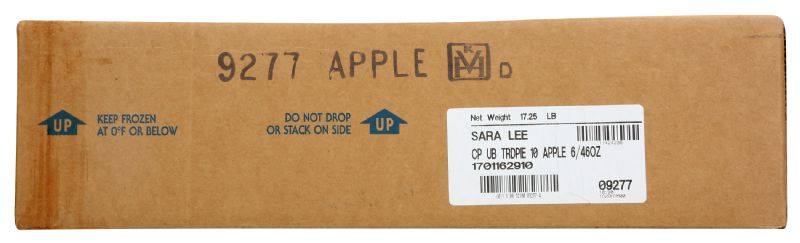 9277 APPLE K D
UP
KEEP FROZEN
AT 0°F OR BELOW
DO NOT DROP
OR STACK ON SIDE
UP
Net Weight 17.25 LB
SARA LEE
CP UB TRDPIE 10 APPLE 6/46OZ
1701162910
09277